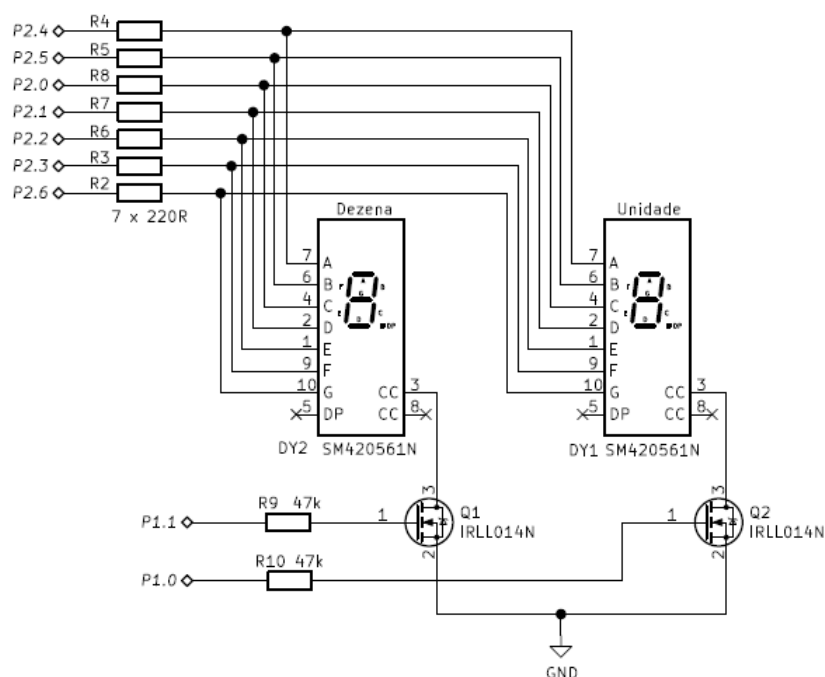 P2.4 R4
P2.5 R5
P2.0 R8
P2.1 R7
P2.2 R6
P2.3 R3
P2.6 R2
7 x 220R
Dezena
7 A
6 B
4 C
2 D
1 E
9 F
10 G CC 3
5 DP CC 8
DY2 SM420561N
Unidade
7 A
6 B
4 C
2 D
1 E
9 F
10 G CC 3
5 DP CC 8
DY1 SM420561N
P1.1 R9 47k 1
3
Q1
IRLL014N
2
P1.0 R10 47k
1
3
Q2
IRLL014N
2
GND